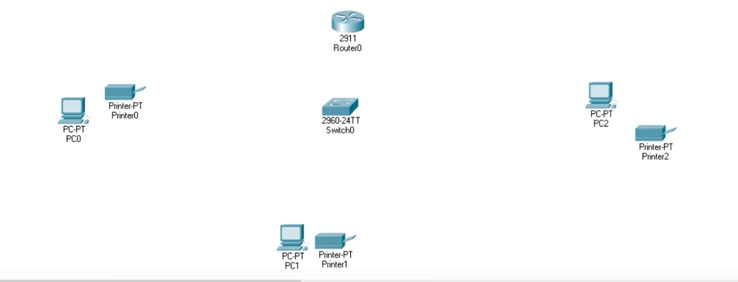 2911
Router0
Printer-PT
Printer0
PC-PT
PC0
2960-24TT
Switch0
PC-PT
PC2
Printer-PT
Printer2
PC-PT
PC1
Printer-PT
Printer1